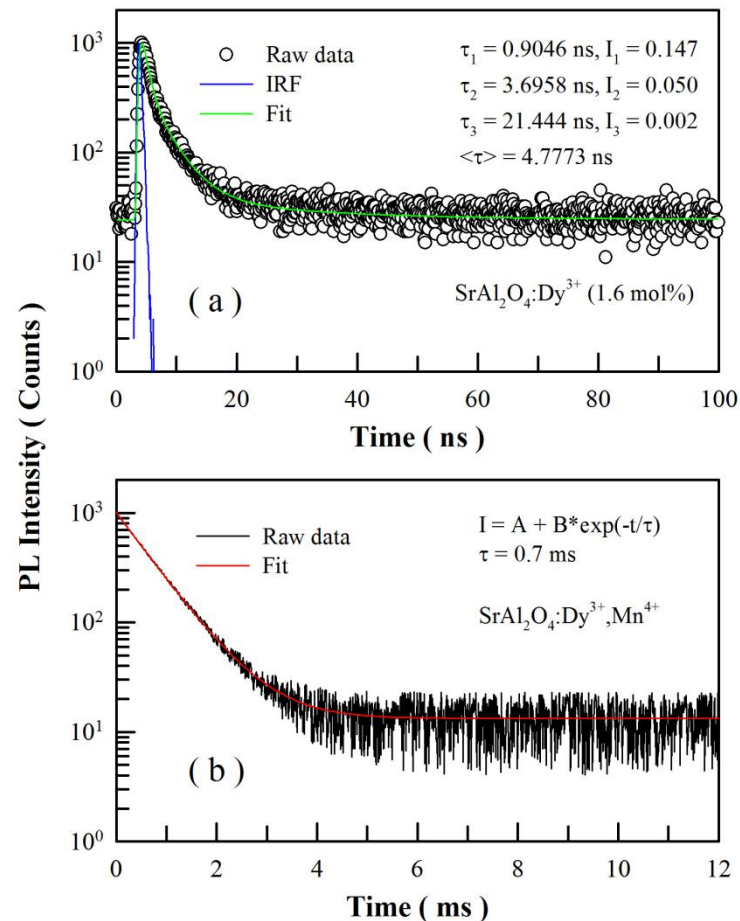 PL Intensity ( Counts )
10³
10²
10¹
10⁰
Raw data
IRF
Fit
τ₁ = 0.9046 ns, I₁ = 0.147
τ₂ = 3.6958 ns, I₂ = 0.050
τ₃ = 21.444 ns, I₃ = 0.002
<τ> = 4.7773 ns
( a )
SrAl₂O₄:Dy³⁺ (1.6 mol%)
0 20 40 60 80 100
Time ( ns )
10³
10²
10¹
10⁰
Raw data
Fit
I = A + B*exp(-t/τ)
τ = 0.7 ms
SrAl₂O₄:Dy³⁺,Mn⁴⁺
( b )
0 2 4 6 8 10 12
Time ( ms )